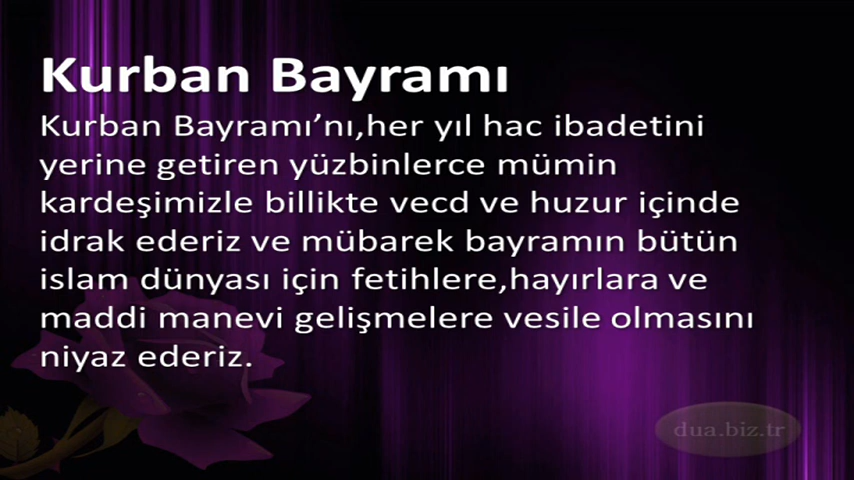 Kurban Bayramı
Kurban Bayramı’nı,her yıl hac ibadetini
yerine getiren yüzbinlerce mümin
kardeşimizle billikte vecd ve huzur içinde
idrak ederiz ve mübarek bayramın bütün
islam dünyası için fetihlere,hayırlara ve
maddi manevi gelişmelere vesile olmasını
niyaz ederiz.
dua.biz.tr